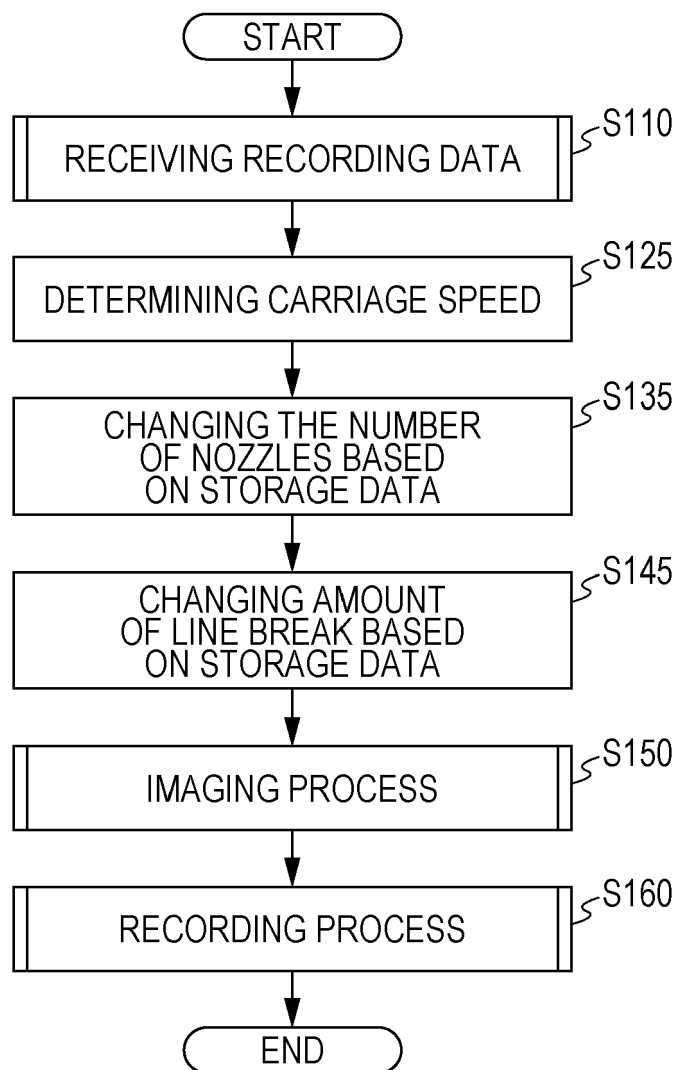 START
RECEIVING RECORDING DATA
S110
DETERMINING CARRIAGE SPEED
S125
CHANGING THE NUMBER
OF NOZZLES BASED
ON STORAGE DATA
S135
CHANGING AMOUNT
OF LINE BREAK BASED
ON STORAGE DATA
S145
IMAGING PROCESS
S150
RECORDING PROCESS
S160
END